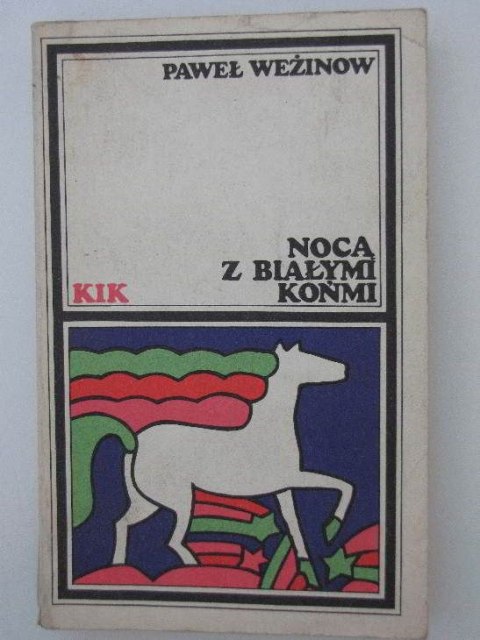 PAWEŁ WEŻINOW
NOCĄ
Z BIAŁYMI
KOŃMI
KIK